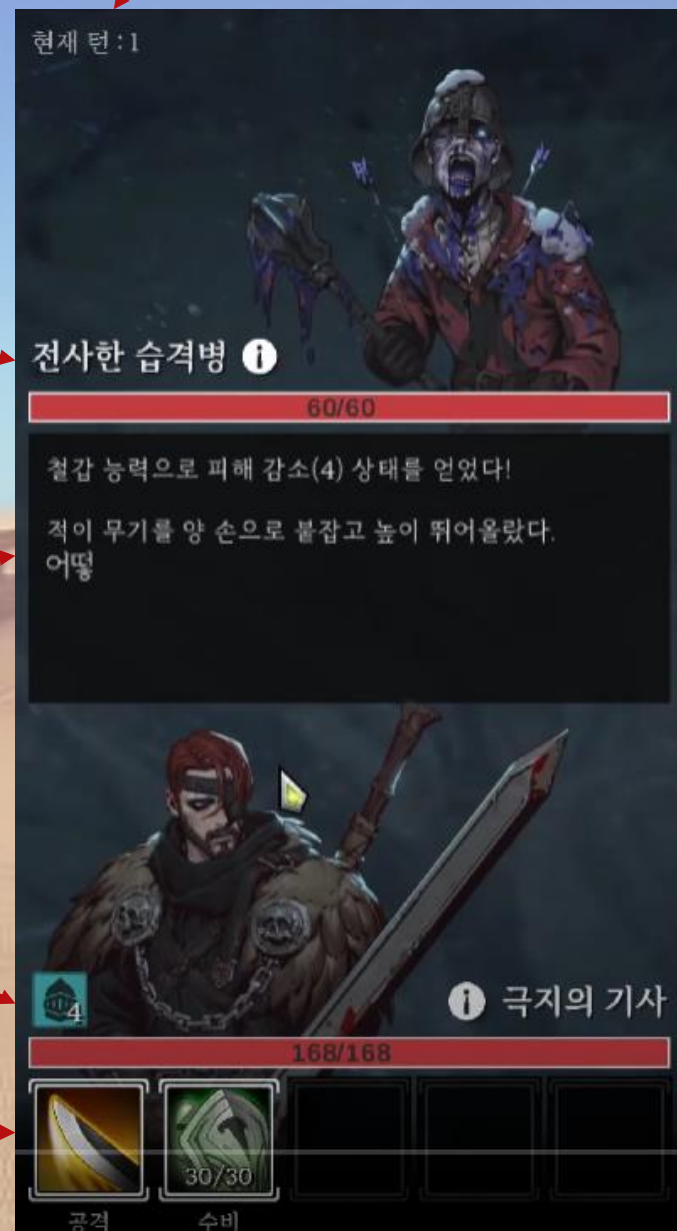 현재 턴 : 1
전사한 습격병 i
60/60
철갑 능력으로 피해 감소(4) 상태를 얻었다!
적이 무기를 양 손으로 붙잡고 높이 뛰어올랐다.
어떻
4
i 극지의 기사
168/168
30/30
공격 수비